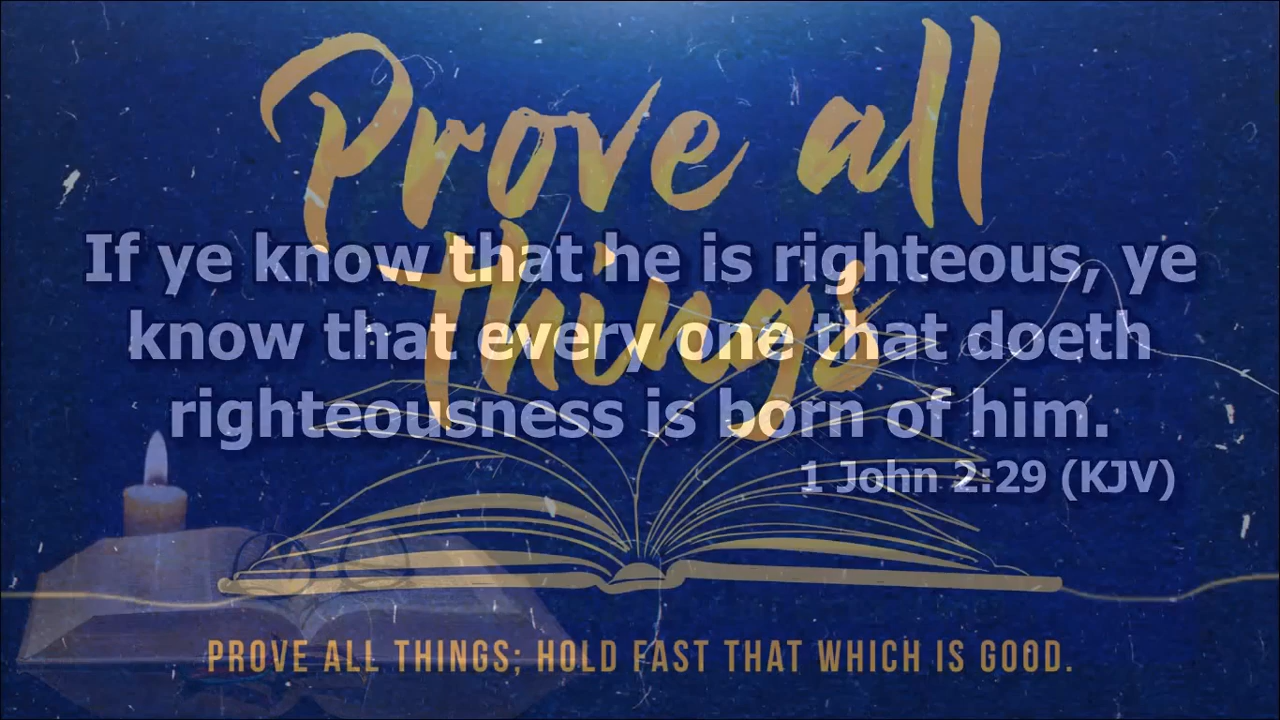 Prove all
things
If ye know that he is righteous, ye
know that every one that doeth
righteousness is born of him.
1 John 2:29 (KJV)
PROVE ALL THINGS; HOLD FAST THAT WHICH IS GOOD.